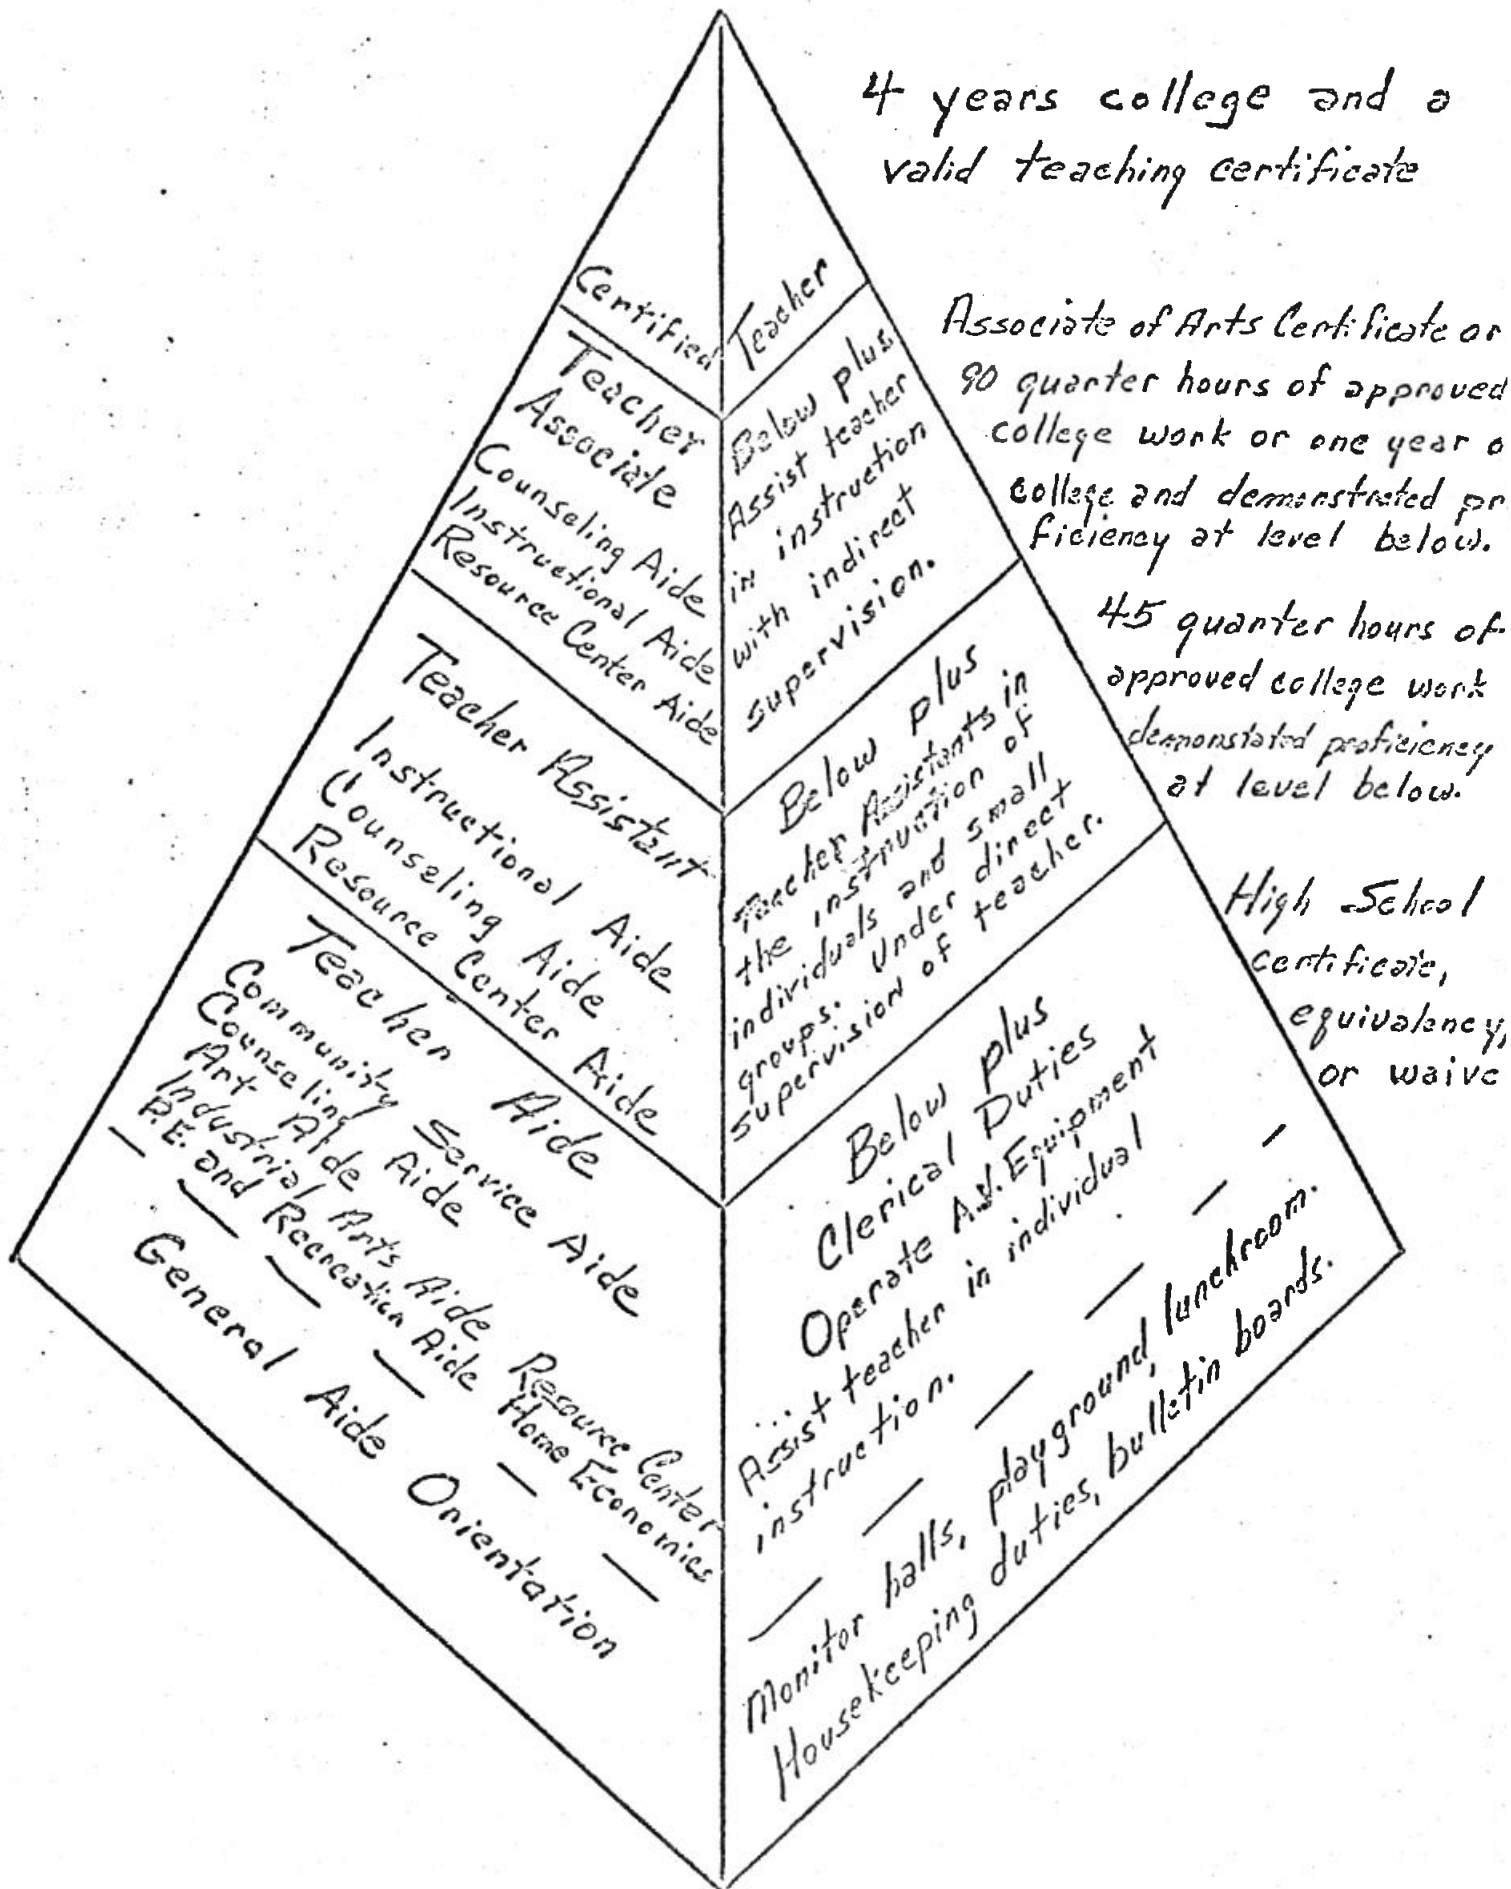 4 years college and a
valid teaching certificate
Certified Teacher
Associate of Arts Certificate or
90 quarter hours of approved
college work or one year o
college and demonstrated pr
ficiency at level below.
Teacher
Associate
Counseling Aide
Instructional Aide
Resource Center Aide
Below plus
Assist teacher
in instruction
with indirect
supervision.
45 quarter hours of
approved college work
demonstated proficiency
at level below.
Teacher Assistant
Instructional Aide
Counseling Aide
Resource Center Aide
Below plus
Teacher Assistants in
the instruction of
individuals and small
groups. Under direct
supervision of teacher.
High School
certificate,
equivalency,
or waive
Teacher Aide
Community Service Aide
Counseling Aide
Art Aide
Industrial Arts Aide Resource Center
P.E. and Recreation Aide Home Economics
Below plus
Clerical Duties
Operate A.V. Equipment
Assist teacher in individual
instruction.
General Aide Orientation
Monitor halls, playground, lunchroom.
Housekeeping duties, bulletin boards.